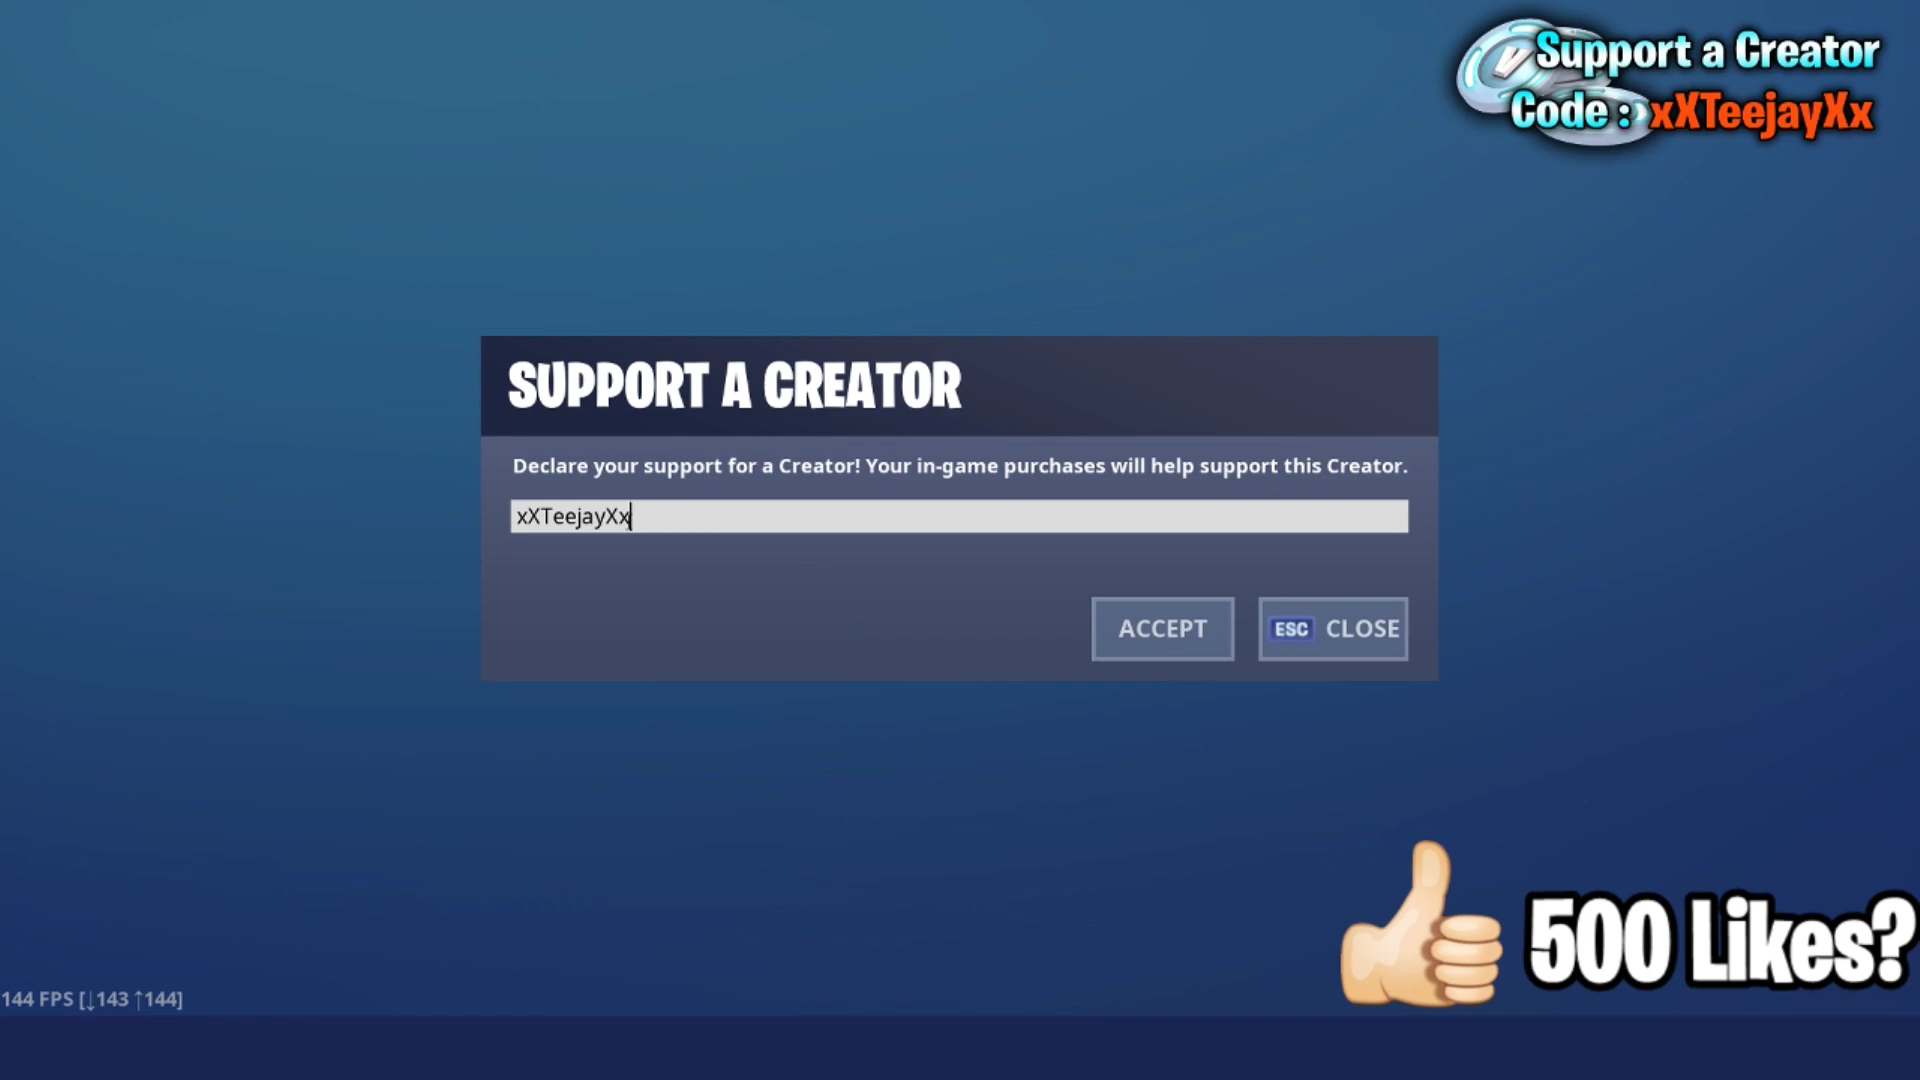 Support a Creator
Code : xXTeejayXx
SUPPORT A CREATOR
Declare your support for a Creator! Your in-game purchases will help support this Creator.
xXTeejayXx
ACCEPT
ESC CLOSE
500 Likes?
144 FPS [↓143 ↑144]